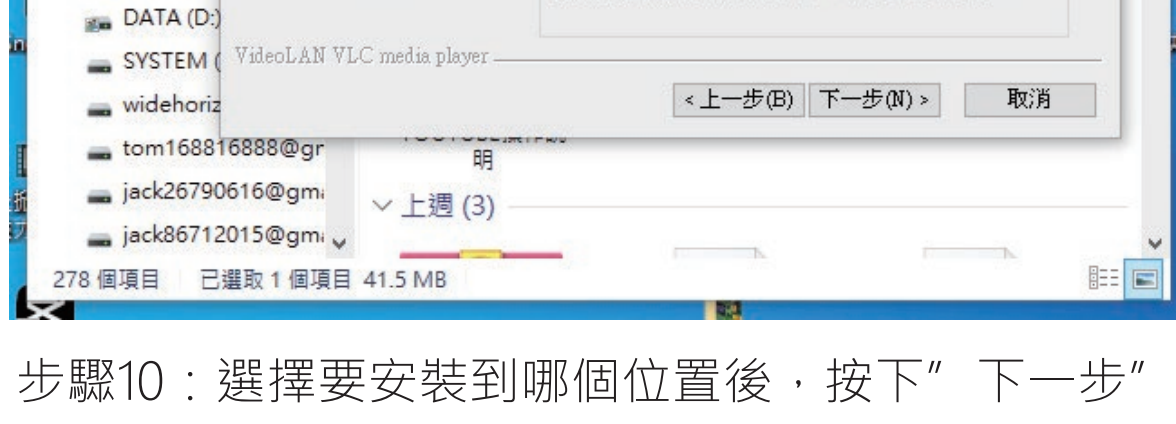 DATA (D:)
SYSTEM (
VideoLAN VLC media player
widehoriz
<上一步(B) 下一步(N)> 取消
tom168816888@gr
明
jack26790616@gma
上週 (3)
jack86712015@gma
278 個項目 已選取 1 個項目 41.5 MB
步驟10：選擇要安裝到哪個位置後，按下”下一步”